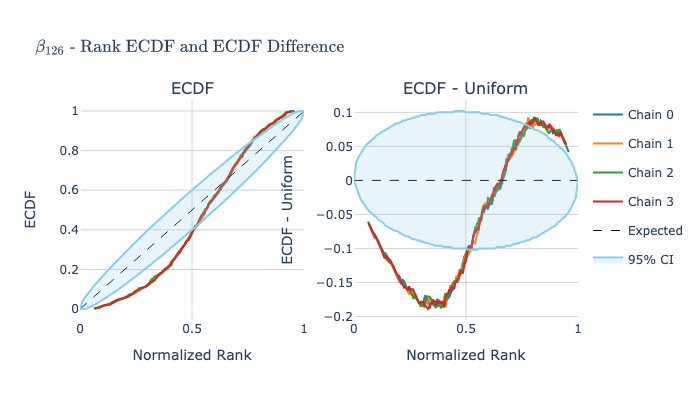 β126 - Rank ECDF and ECDF Difference
ECDF
ECDF - Uniform
ECDF
1
0.8
0.6
0.4
0.2
0
0
0.5
1
Normalized Rank
ECDF - Uniform
0.1
0.05
0
−0.05
−0.1
−0.15
−0.2
0
0.5
1
Normalized Rank
Chain 0
Chain 1
Chain 2
Chain 3
Expected
95% CI